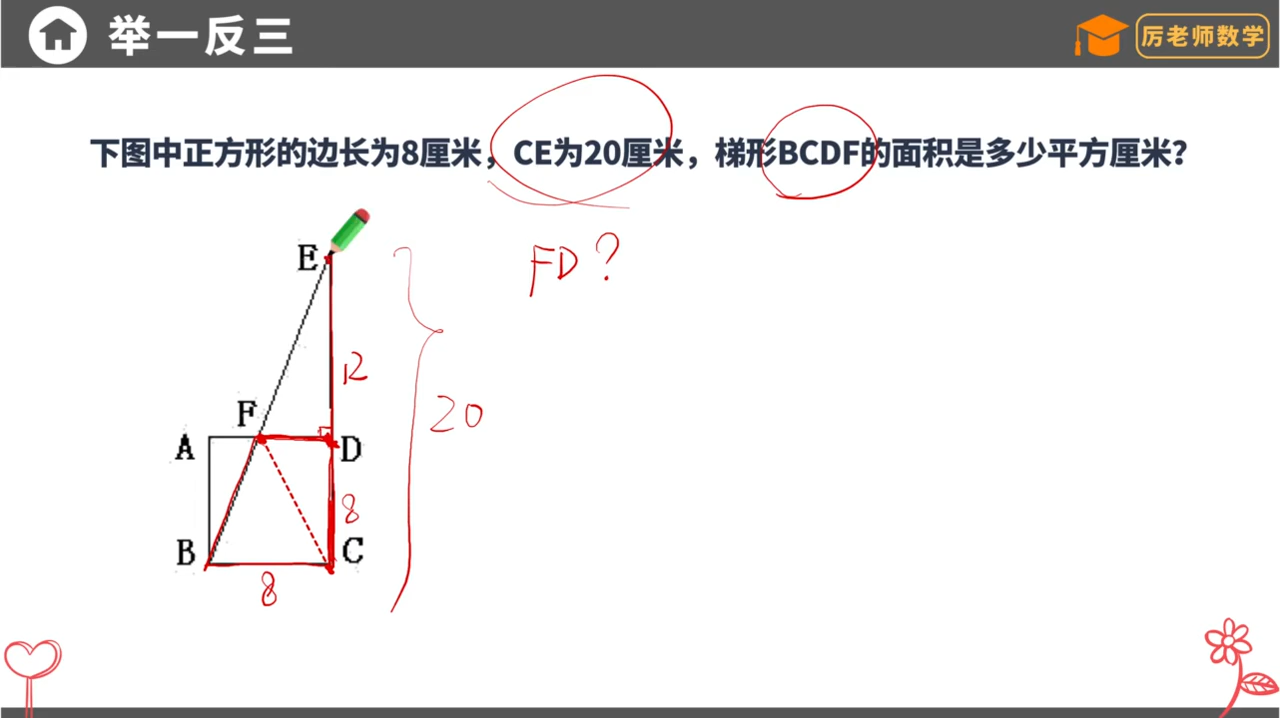 举一反三
厉老师数学
下图中正方形的边长为8厘米，CE为20厘米，梯形BCDF的面积是多少平方厘米？
E
FD？
12
20
F
A
D
8
B
C
8